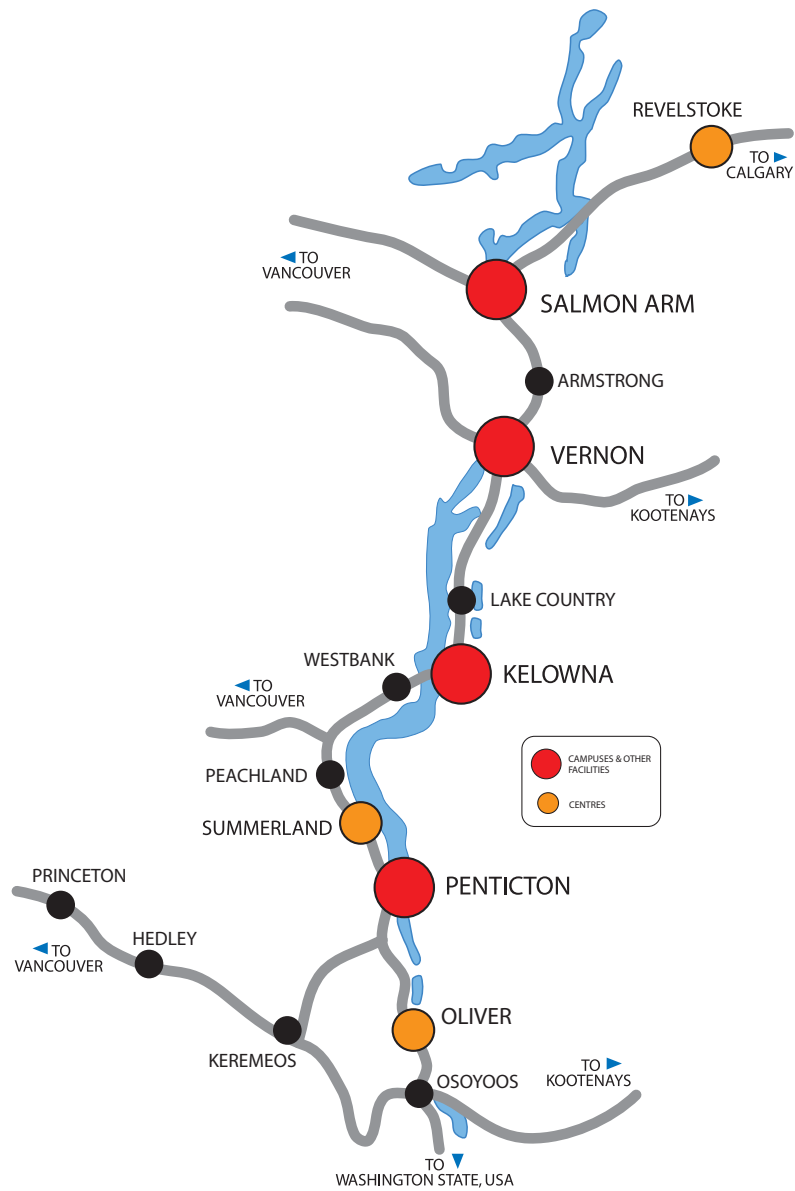 REVELSTOKE
TO
CALGARY
TO
VANCOUVER
SALMON ARM
ARMSTRONG
VERNON
TO
KOOTENAYS
LAKE COUNTRY
WESTBANK
KELOWNA
TO
VANCOUVER
PEACHLAND
CAMPUSES & OTHER
FACILITIES
CENTRES
SUMMERLAND
PRINCETON
PENTICTON
HEDLEY
TO
VANCOUVER
OLIVER
KEREMEOS
OSOYOOS
TO
KOOTENAYS
TO
WASHINGTON STATE, USA